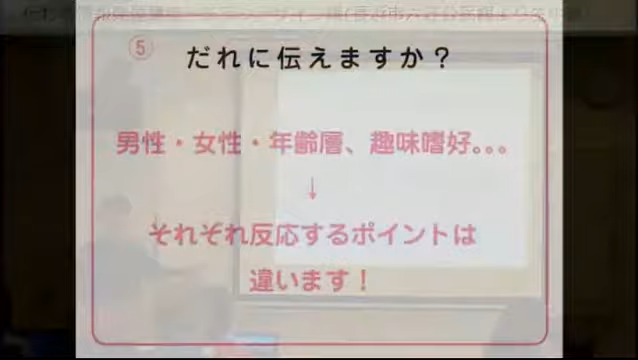 ⑤
だれに伝えますか？
男性・女性・年齢層、趣味嗜好。。。
↓
それぞれ反応するポイントは
違います！